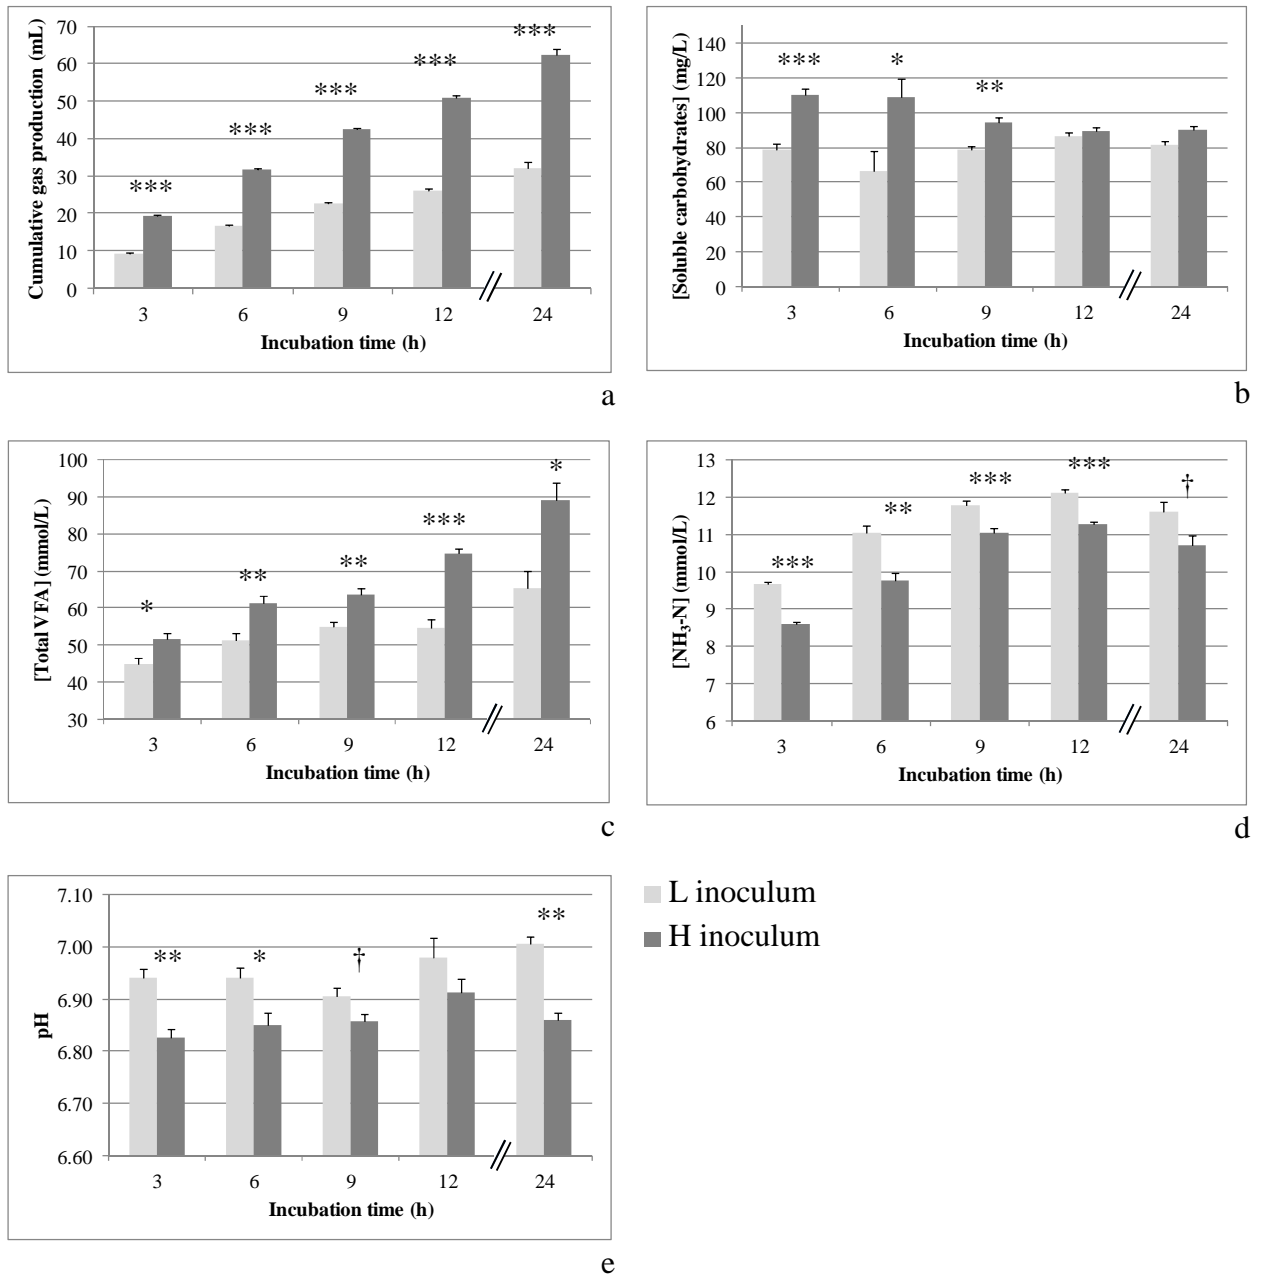 Cumulative gas production (mL)
70
60
50
40
30
20
10
0
***
***
***
***
***
3 6 9 12 24
Incubation time (h)
a
[Soluble carbohydrates] (mg/L)
140
120
100
80
60
40
20
0
***
*
**
3 6 9 12 24
Incubation time (h)
b
[Total VFA] (mmol/L)
100
90
80
70
60
50
40
30
*
**
**
***
*
3 6 9 12 24
Incubation time (h)
c
[NH3-N] (mmol/L)
13
12
11
10
9
8
7
6
***
**
***
***
†
3 6 9 12 24
Incubation time (h)
d
pH
7.10
7.00
6.90
6.80
6.70
6.60
**
*
†
**
3 6 9 12 24
Incubation time (h)
e
L inoculum
H inoculum